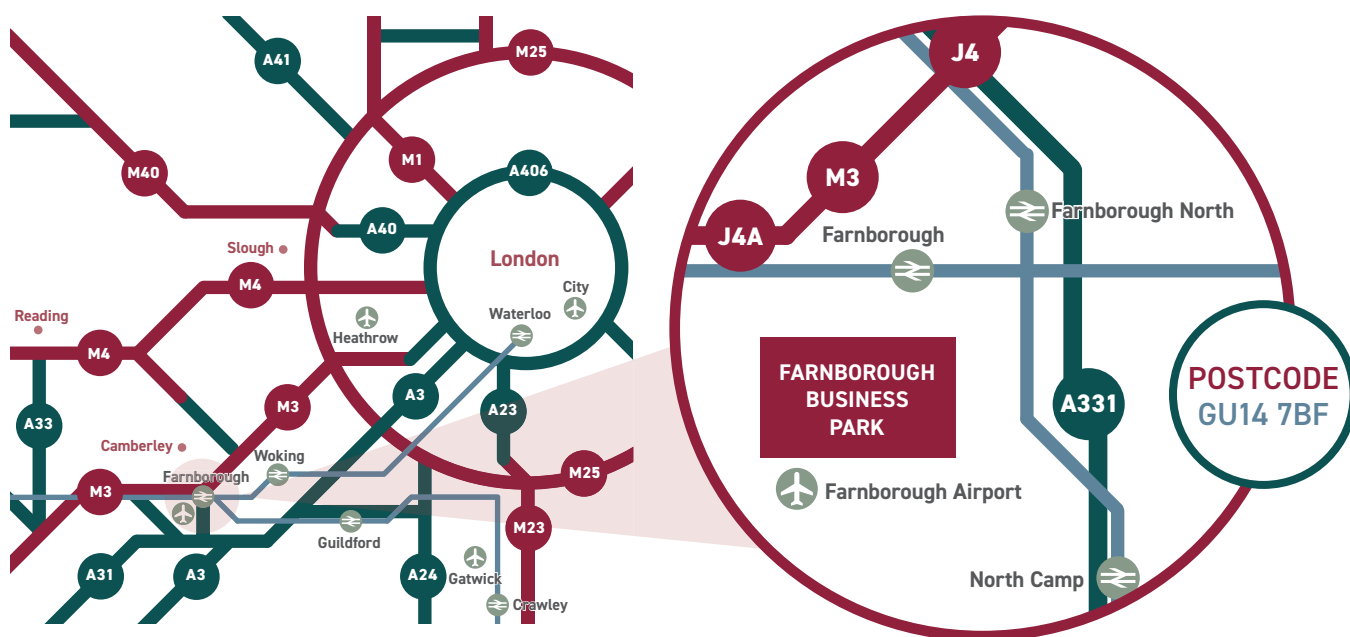 M25
A41
M1
M40
A406
A40
Slough
London
M4
City
Waterloo
Reading
Heathrow
M4
A3
M3
A23
A33
Camberley
Woking
Farnborough
M25
M3
M23
Guildford
A31
A3
A24
Gatwick
Crawley
J4
M3
Farnborough North
J4A
Farnborough
FARNBOROUGH
BUSINESS
PARK
A331
POSTCODE
GU14 7BF
Farnborough Airport
North Camp